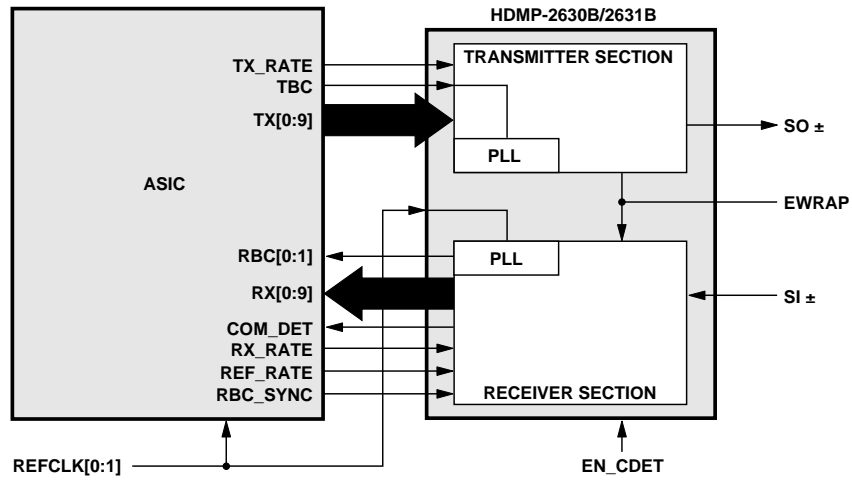 HDMP-2630B/2631B
TRANSMITTER SECTION
TX_RATE
TBC
TX[0:9]
PLL
SO ±
ASIC
EWRAP
RBC[0:1]
PLL
RX[0:9]
SI ±
COM_DET
RX_RATE
REF_RATE
RBC_SYNC
RECEIVER SECTION
REFCLK[0:1]
EN_CDET